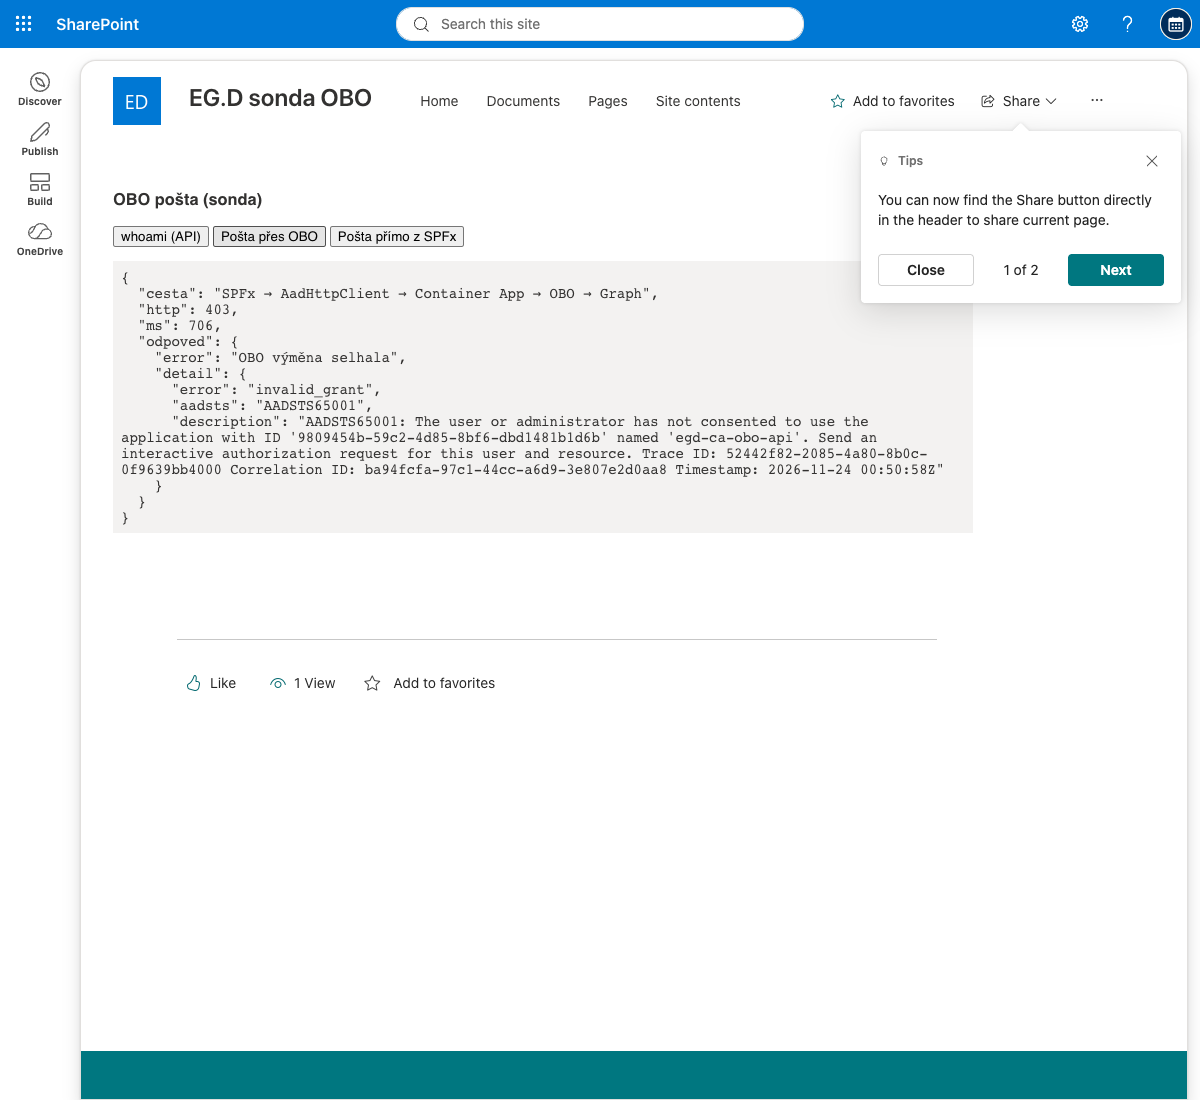 SharePoint
Search this site
Discover
Publish
Build
OneDrive
ED
EG.D sonda OBO
Home
Documents
Pages
Site contents
Add to favorites
Share
Tips
You can now find the Share button directly
in the header to share current page.
Close
1 of 2
Next
OBO pošta (sonda)
whoami (API)
Pošta přes OBO
Pošta přímo z SPFx
{
"cesta": "SPFx → AadHttpClient → Container App → OBO → Graph",
"http": 403,
"ms": 706,
"odpoved": {
"error": "OBO výměna selhala",
"detail": {
"error": "invalid_grant",
"aadsts": "AADSTS65001",
"description": "AADSTS65001: The user or administrator has not consented to use the
application with ID '9809454b-59c2-4d85-8bf6-dbd1481b1d6b' named 'egd-ca-obo-api'. Send an
interactive authorization request for this user and resource. Trace ID: 52442f82-2085-4a80-8b0c-
0f9639bb4000 Correlation ID: ba94fcfa-97c1-44cc-a6d9-3e807e2d0aa8 Timestamp: 2026-11-24 00:50:58Z"
}
}
}
Like
1 View
Add to favorites